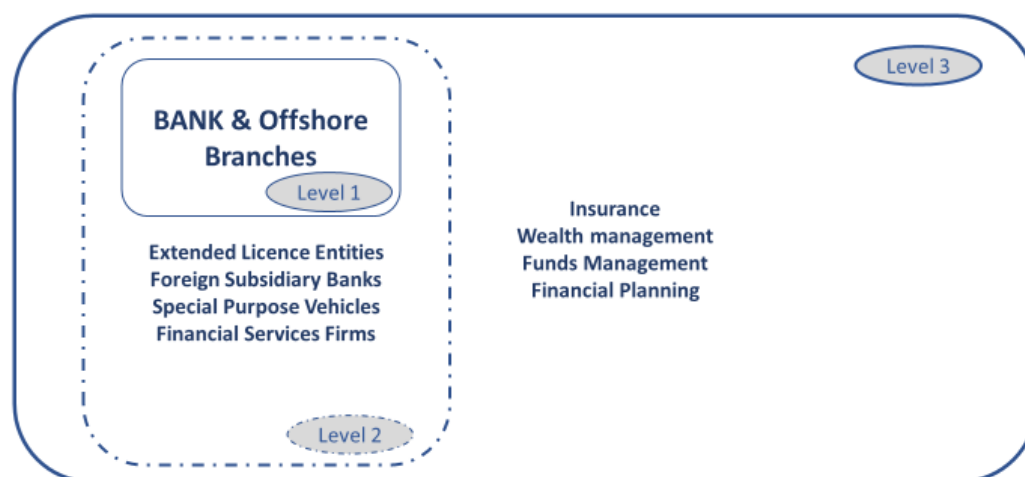 Level 3
BANK & Offshore
Branches
Level 1
Extended Licence Entities
Foreign Subsidiary Banks
Special Purpose Vehicles
Financial Services Firms
Level 2
Insurance
Wealth management
Funds Management
Financial Planning